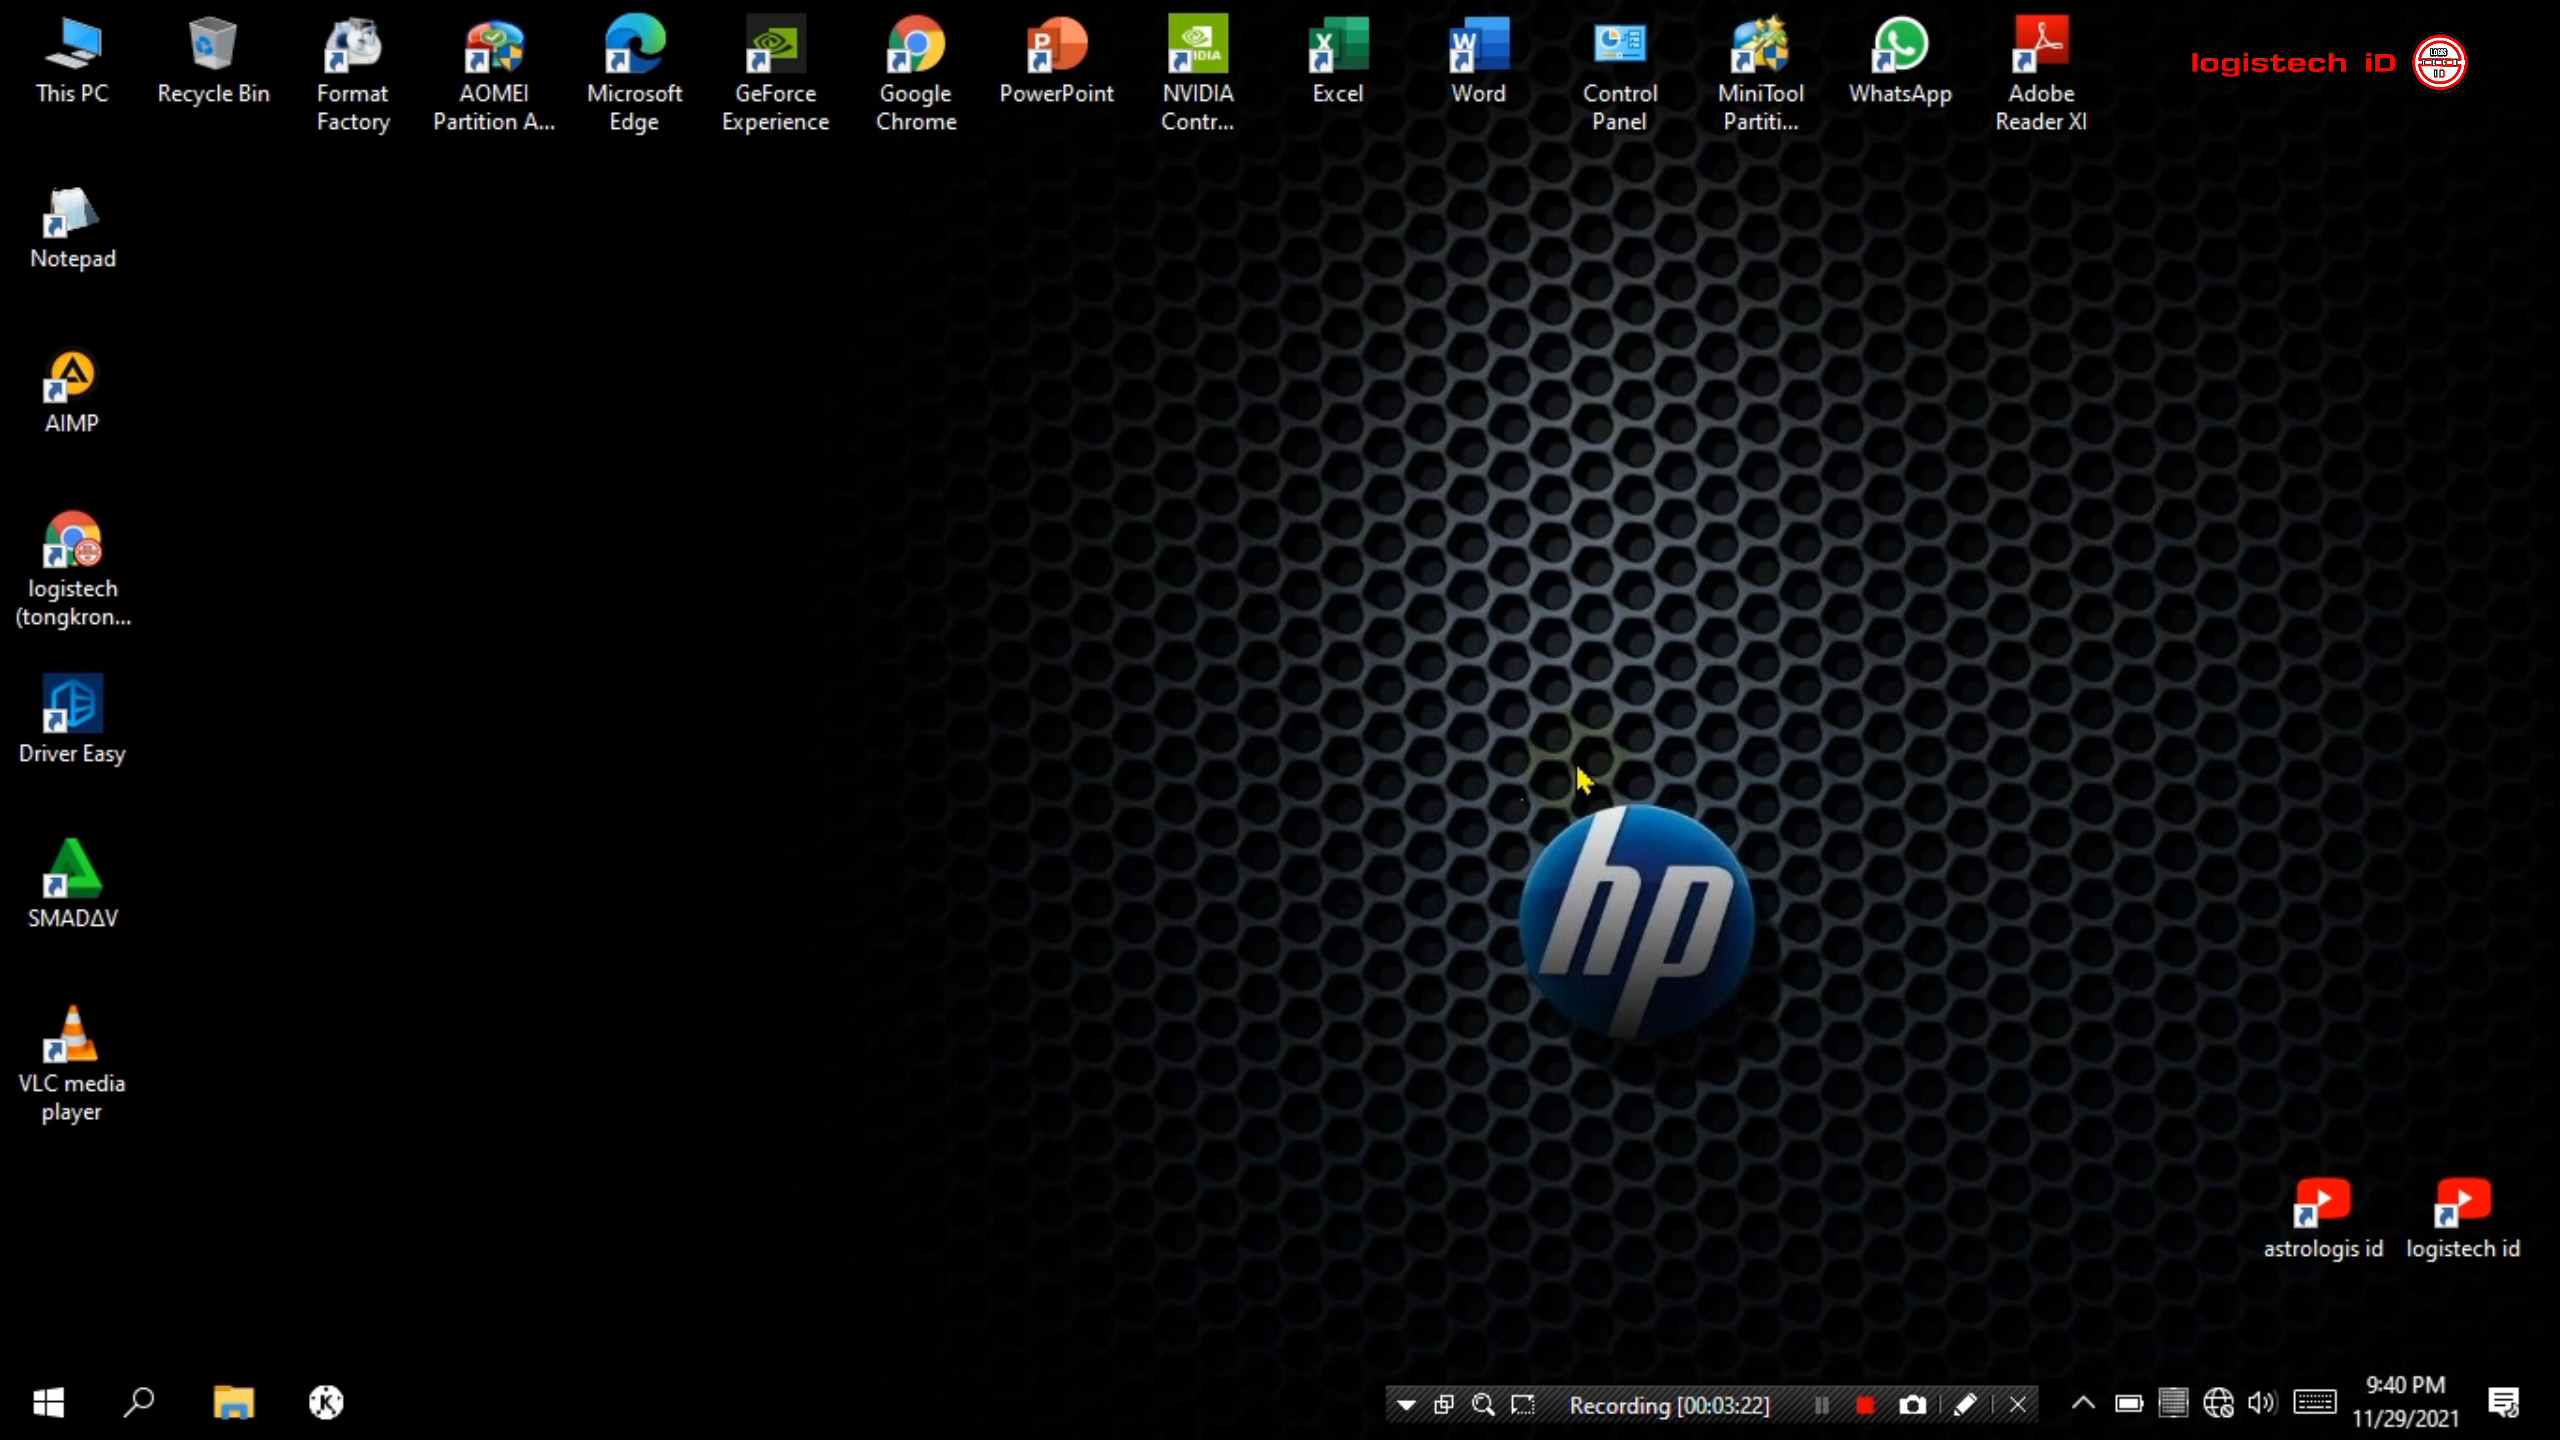 This PC
Recycle Bin
Format
Factory
AOMEI
Partition A...
Microsoft
Edge
GeForce
Experience
Google
Chrome
PowerPoint
NVIDIA
Contr...
Excel
Word
Control
Panel
MiniTool
Partiti...
WhatsApp
Adobe
Reader XI
logistech iD
Notepad
AIMP
logistech
(tongkron...
Driver Easy
SMAD∆V
VLC media
player
hp
astrologis id
logistech id
Recording [00:03:22]
9:40 PM
11/29/2021